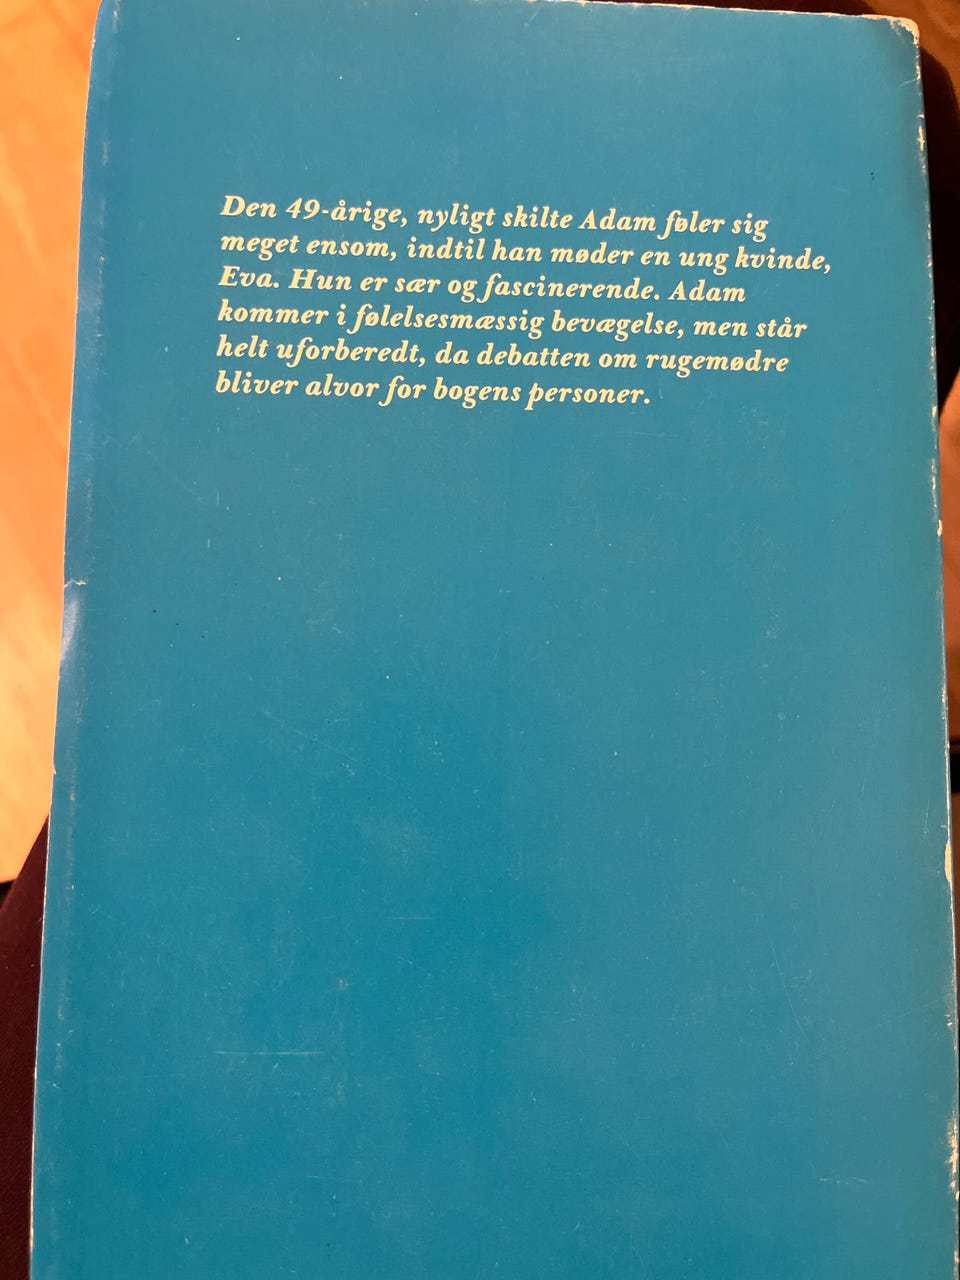 Den 49-årige, nyligt skilte Adam føler sig
meget ensom, indtil han møder en ung kvinde,
Eva. Hun er sær og fascinerende. Adam
kommer i følelsesmæssig bevægelse, men står
helt uforberedt, da debatten om rugemødre
bliver alvor for bogens personer.